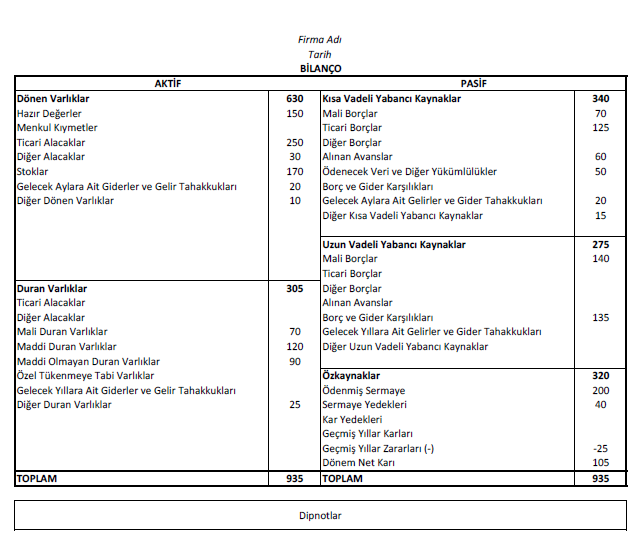 Firma Adı
Tarih
BİLANÇO
AKTİF PASİF
Dönen Varlıklar 630 Kısa Vadeli Yabancı Kaynaklar 340
Hazır Değerler 150 Mali Borçlar 70
Menkul Kıymetler Ticari Borçlar 125
Ticari Alacaklar 250 Diğer Borçlar
Diğer Alacaklar 30 Alınan Avanslar 60
Stoklar 170 Ödenecek Veri ve Diğer Yükümlülükler 50
Gelecek Aylara Ait Giderler ve Gelir Tahakkukları 20 Borç ve Gider Karşılıkları
Diğer Dönen Varlıklar 10 Gelecek Aylara Ait Gelirler ve Gider Tahakkukları 20
Diğer Kısa Vadeli Yabancı Kaynaklar 15
Uzun Vadeli Yabancı Kaynaklar 275
Mali Borçlar 140
Ticari Borçlar
Duran Varlıklar 305 Diğer Borçlar
Ticari Alacaklar Alınan Avanslar
Diğer Alacaklar Borç ve Gider Karşılıkları 135
Mali Duran Varlıklar 70 Gelecek Yıllara Ait Gelirler ve Gider Tahakkukları
Maddi Duran Varlıklar 120 Diğer Uzun Vadeli Yabancı Kaynaklar
Maddi Olmayan Duran Varlıklar 90
Özel Tükenmeye Tabi Varlıklar Özkaynaklar 320
Gelecek Yıllara Ait Giderler ve Gelir Tahakkukları Ödenmiş Sermaye 200
Diğer Duran Varlıklar 25 Sermaye Yedekleri 40
Kar Yedekleri
Geçmiş Yıllar Karları
Geçmiş Yıllar Zararları (-) -25
Dönem Net Karı 105
TOPLAM 935 TOPLAM 935
Dipnotlar